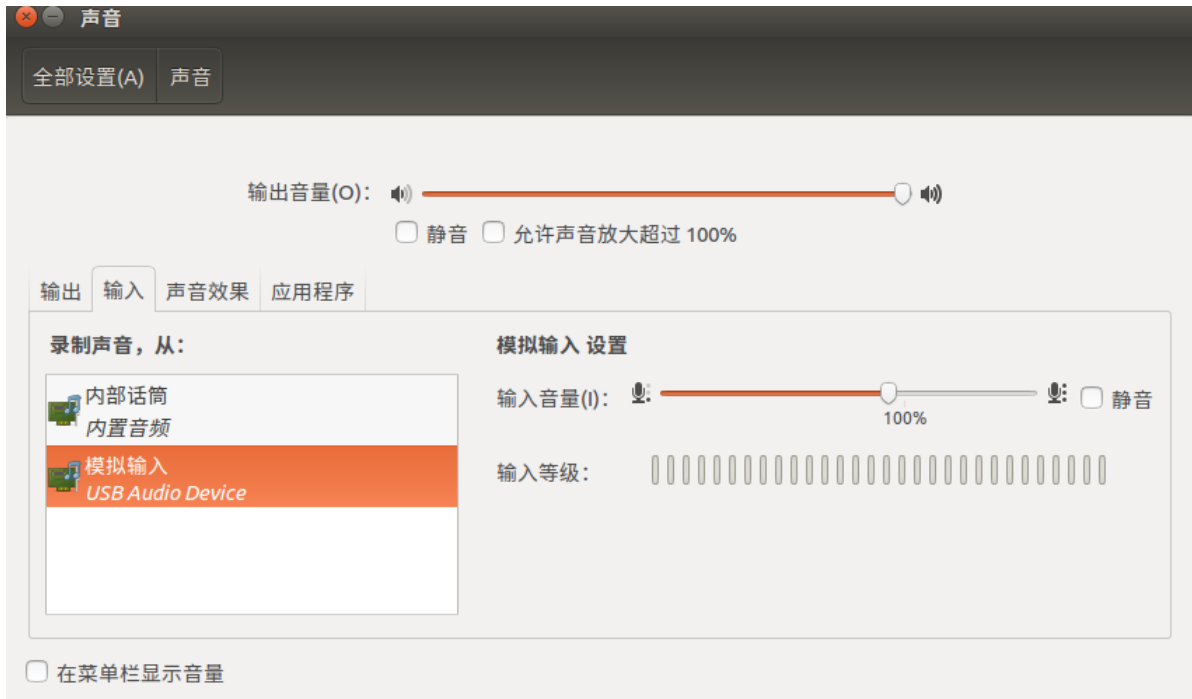 声音
全部设置(A) 声音
输出音量(O)：
静音 允许声音放大超过 100%
输出 输入 声音效果 应用程序
录制声音，从：
模拟输入 设置
内部话筒
内置音频
模拟输入
USB Audio Device
输入音量(I)：
静音
100%
输入等级：
在菜单栏显示音量